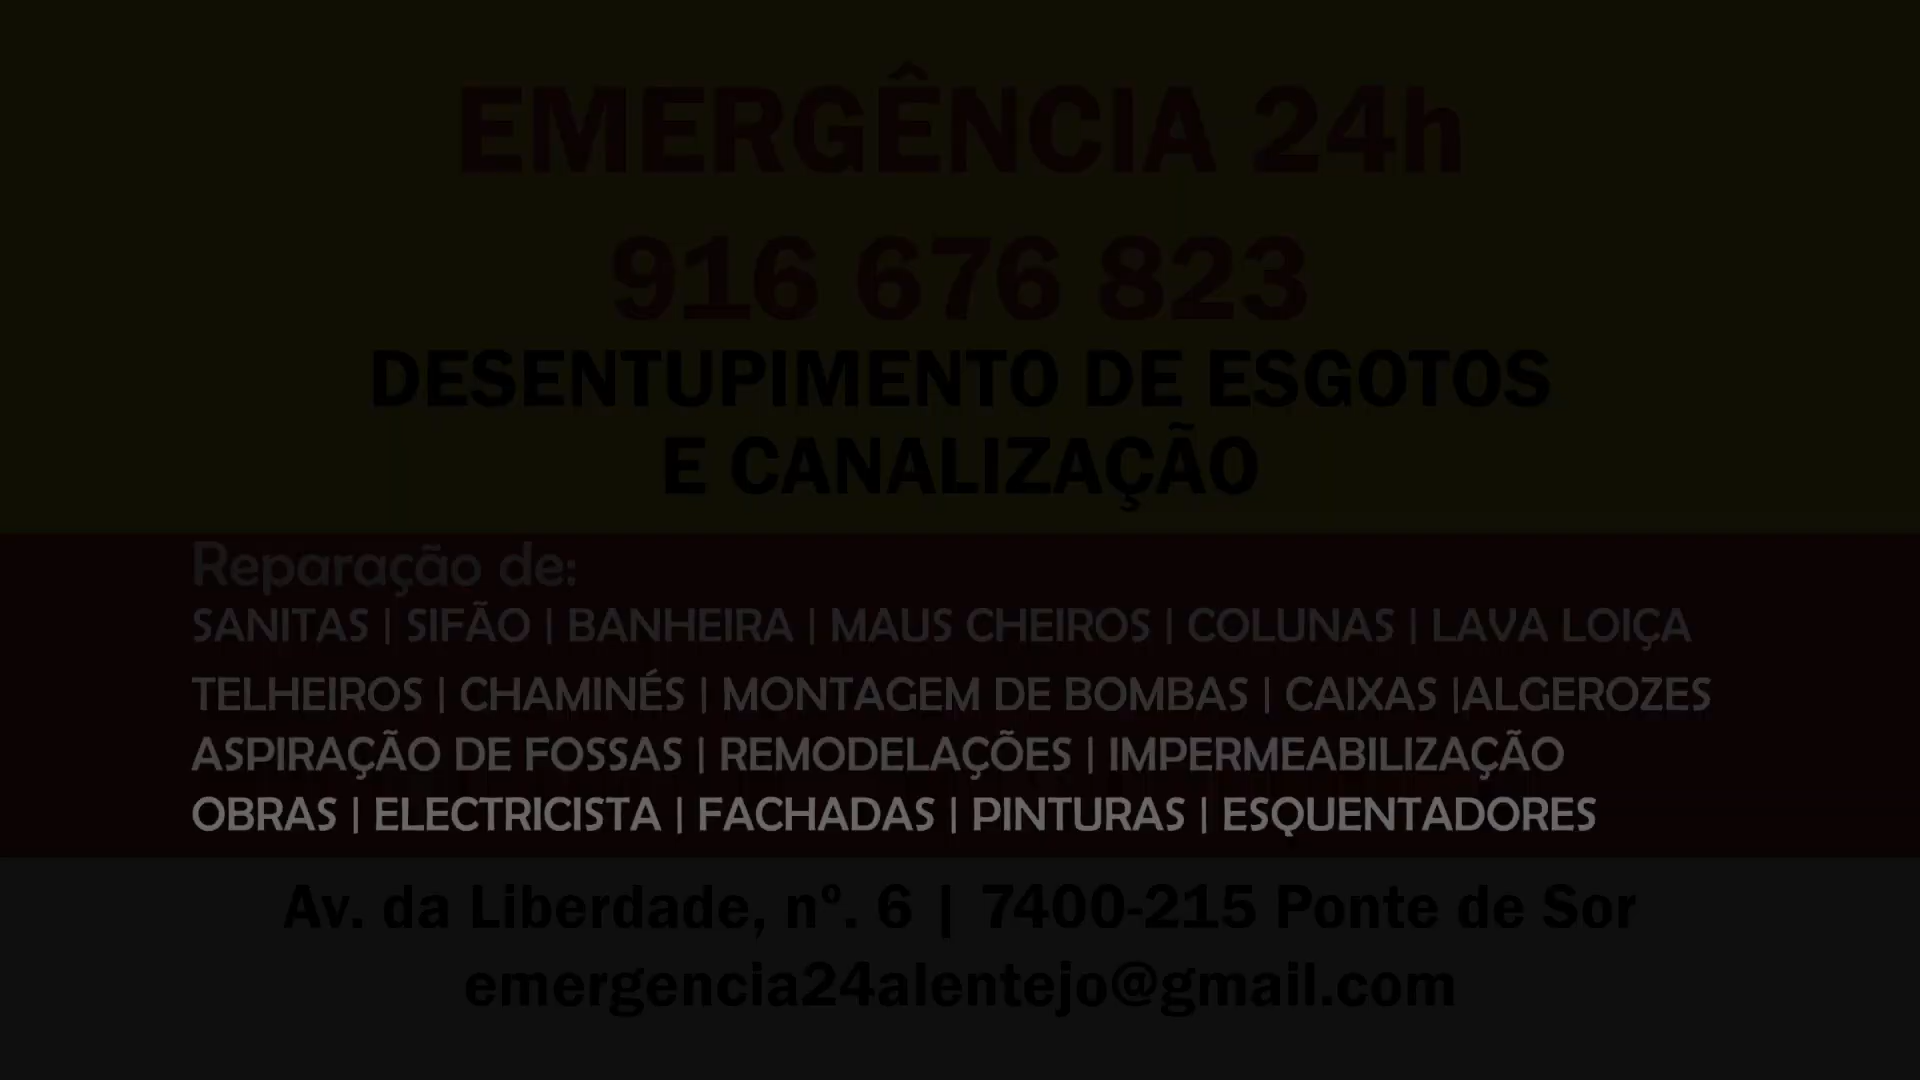 EMERGÊNCIA 24h
916 676 823
DESENTUPIMENTO DE ESGOTOS
E CANALIZAÇÃO
Reparação de:
SANITAS | SIFÃO | BANHEIRA | MAUS CHEIROS | COLUNAS | LAVA LOIÇA
TELHEIROS | CHAMINÉS | MONTAGEM DE BOMBAS | CAIXAS |ALGEROZES
ASPIRAÇÃO DE FOSSAS | REMODELAÇÕES | IMPERMEABILIZAÇÃO
OBRAS | ELECTRICISTA | FACHADAS | PINTURAS | ESQUENTADORES
Av. da Liberdade, nº. 6 | 7400-215 Ponte de Sor
emergencia24alentejo@gmail.com